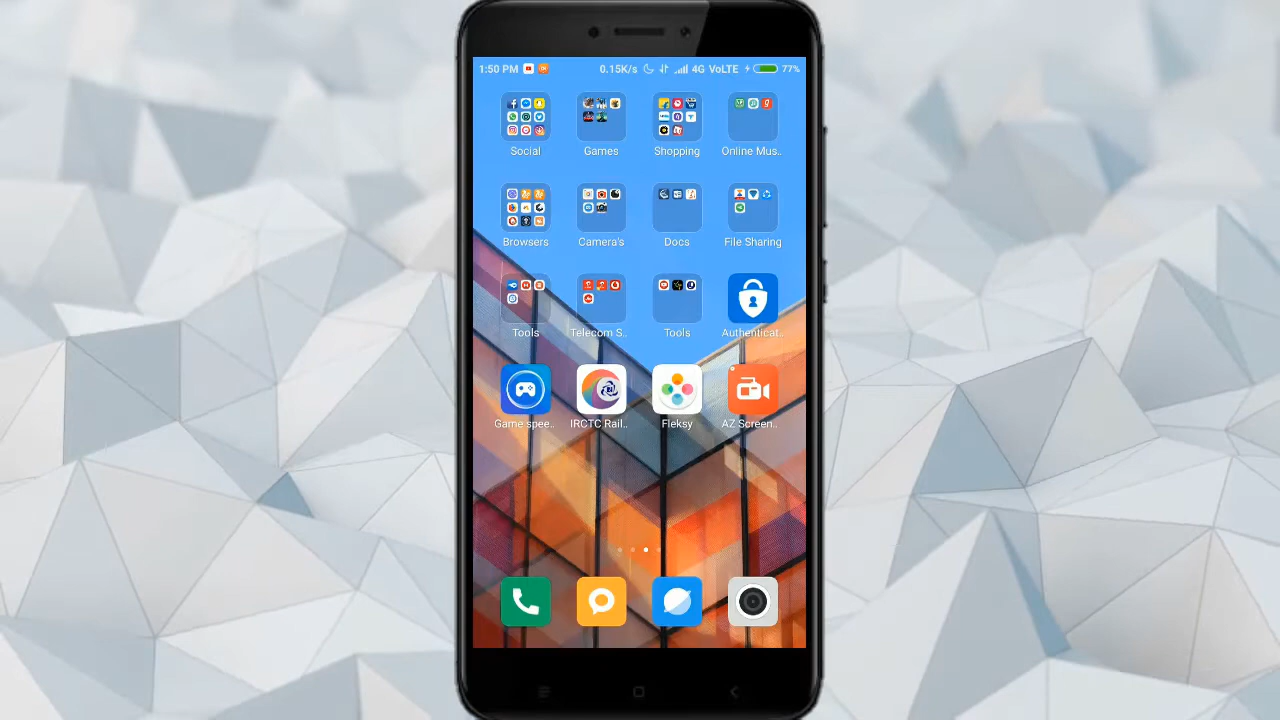 1:50 PM 0.15K/s 4G VoLTE 77%
Social Games Shopping Online Mus..
Browsers Camera's Docs File Sharing
Tools Telecom S.. Tools Authenticat..
Game spee.. IRCTC Rail.. Fleksy AZ Screen..